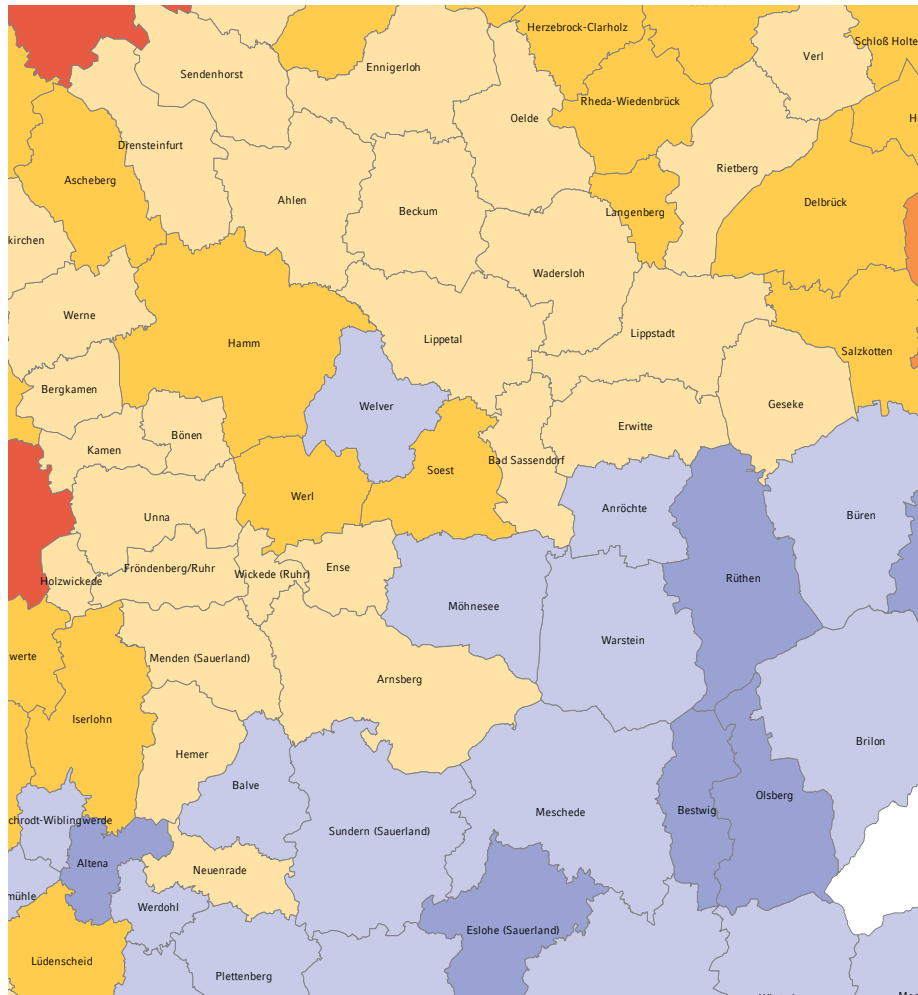 Herzebrock-Clarholz
Schloß Holte
Verl
Ennigerloh
Sendenhorst
Rheda-Wiedenbrück
Oelde
Drensteinfurt
Rietberg
Ascheberg
Ahlen
Delbrück
Beckum
Langenberg
kirchen
Wadersloh
Werne
Lippstadt
Lippetal
Hamm
Salzkotten
Bergkamen
Geseke
Welver
Erwitte
Bönen
Kamen
Bad Sassendorf
Soest
Werl
Anröchte
Büren
Unna
Fröndenberg/Ruhr
Ense
Wickede (Ruhr)
Holzwickede
Rüthen
Möhnesee
Warstein
werte
Menden (Sauerland)
Arnsberg
Iserlohn
Brilon
Hemer
Balve
Olsberg
Bestwig
Meschede
chrodt-Wiblingwerde
Sundern (Sauerland)
Altena
Neuenrade
mühle
Werdohl
Eslohe (Sauerland)
Lüdenscheid
Plettenberg